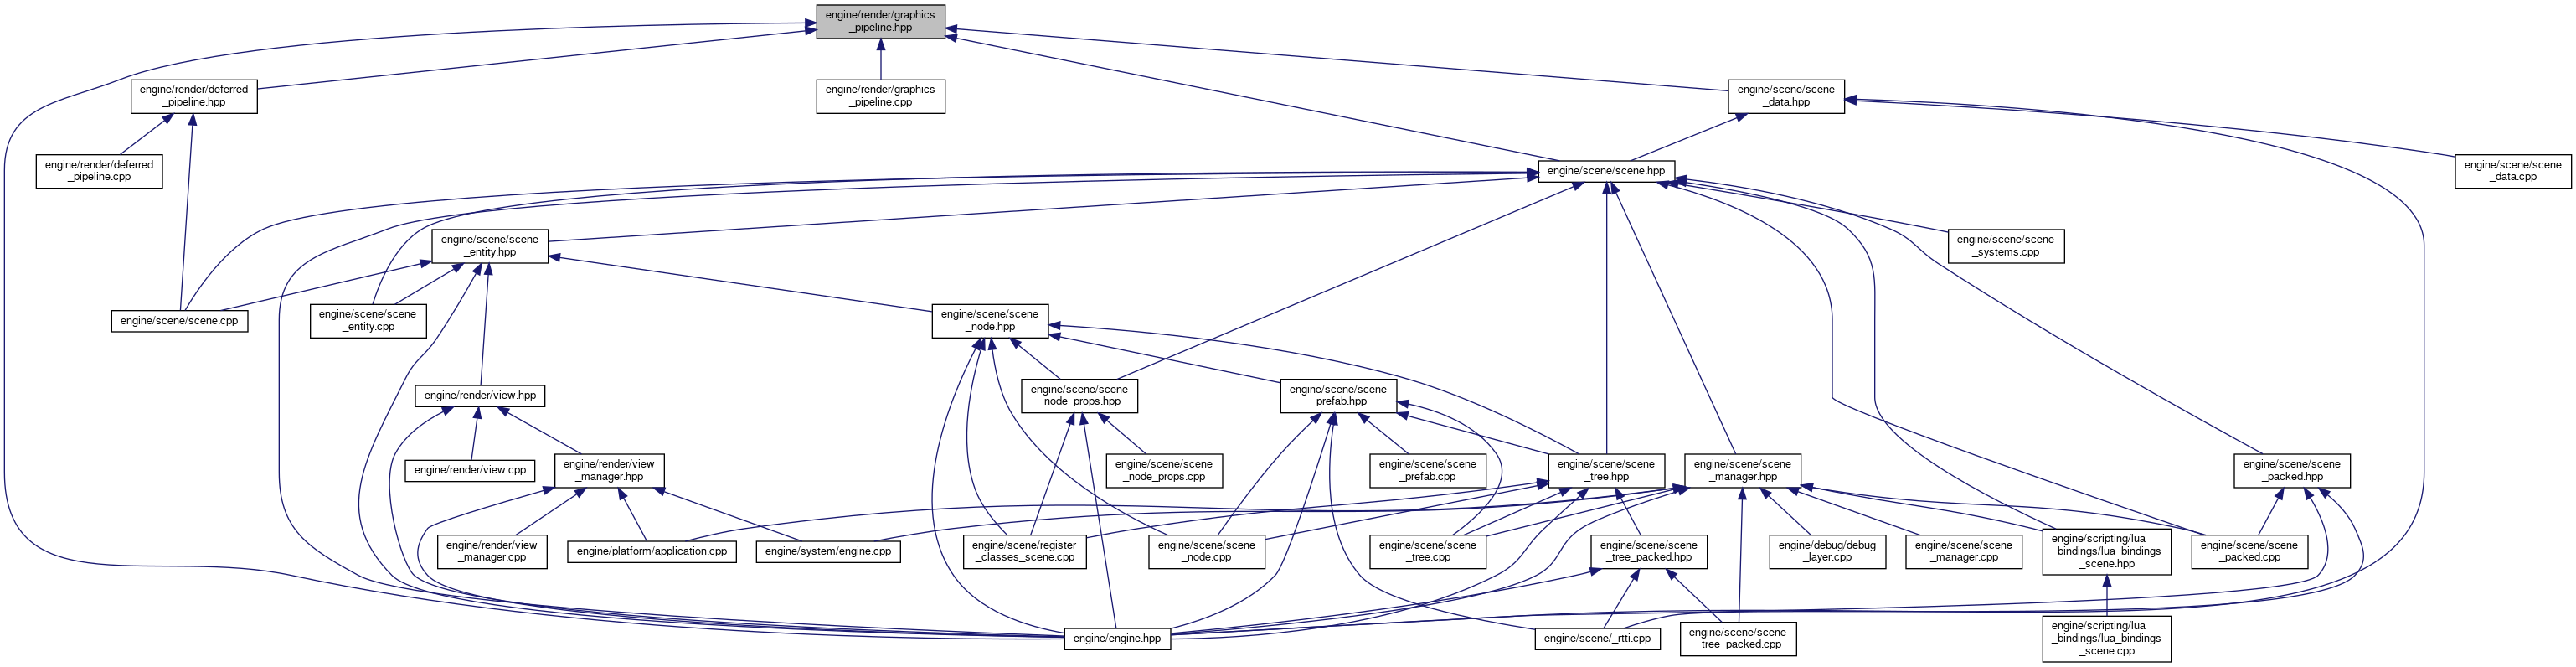 engine/render/graphics
_pipeline.hpp
engine/render/deferred
_pipeline.hpp
engine/render/graphics
_pipeline.cpp
engine/scene/scene
_data.hpp
engine/render/deferred
_pipeline.cpp
engine/scene/scene.hpp
engine/scene/scene
_data.cpp
engine/scene/scene
_entity.hpp
engine/scene/scene
_systems.cpp
engine/scene/scene.cpp
engine/scene/scene
_entity.cpp
engine/scene/scene
_node.hpp
engine/render/view.hpp
engine/scene/scene
_node_props.hpp
engine/scene/scene
_prefab.hpp
engine/render/view.cpp
engine/render/view
_manager.hpp
engine/scene/scene
_node_props.cpp
engine/scene/scene
_prefab.cpp
engine/scene/scene
_tree.hpp
engine/scene/scene
_manager.hpp
engine/scene/scene
_packed.hpp
engine/render/view
_manager.cpp
engine/platform/application.cpp
engine/system/engine.cpp
engine/scene/register
_classes_scene.cpp
engine/scene/scene
_node.cpp
engine/scene/scene
_tree.cpp
engine/scene/scene
_tree_packed.hpp
engine/debug/debug
_layer.cpp
engine/scene/scene
_manager.cpp
engine/scripting/lua
_bindings/lua_bindings
_scene.hpp
engine/scene/scene
_packed.cpp
engine/engine.hpp
engine/scene/_rtti.cpp
engine/scene/scene
_tree_packed.cpp
engine/scripting/lua
_bindings/lua_bindings
_scene.cpp